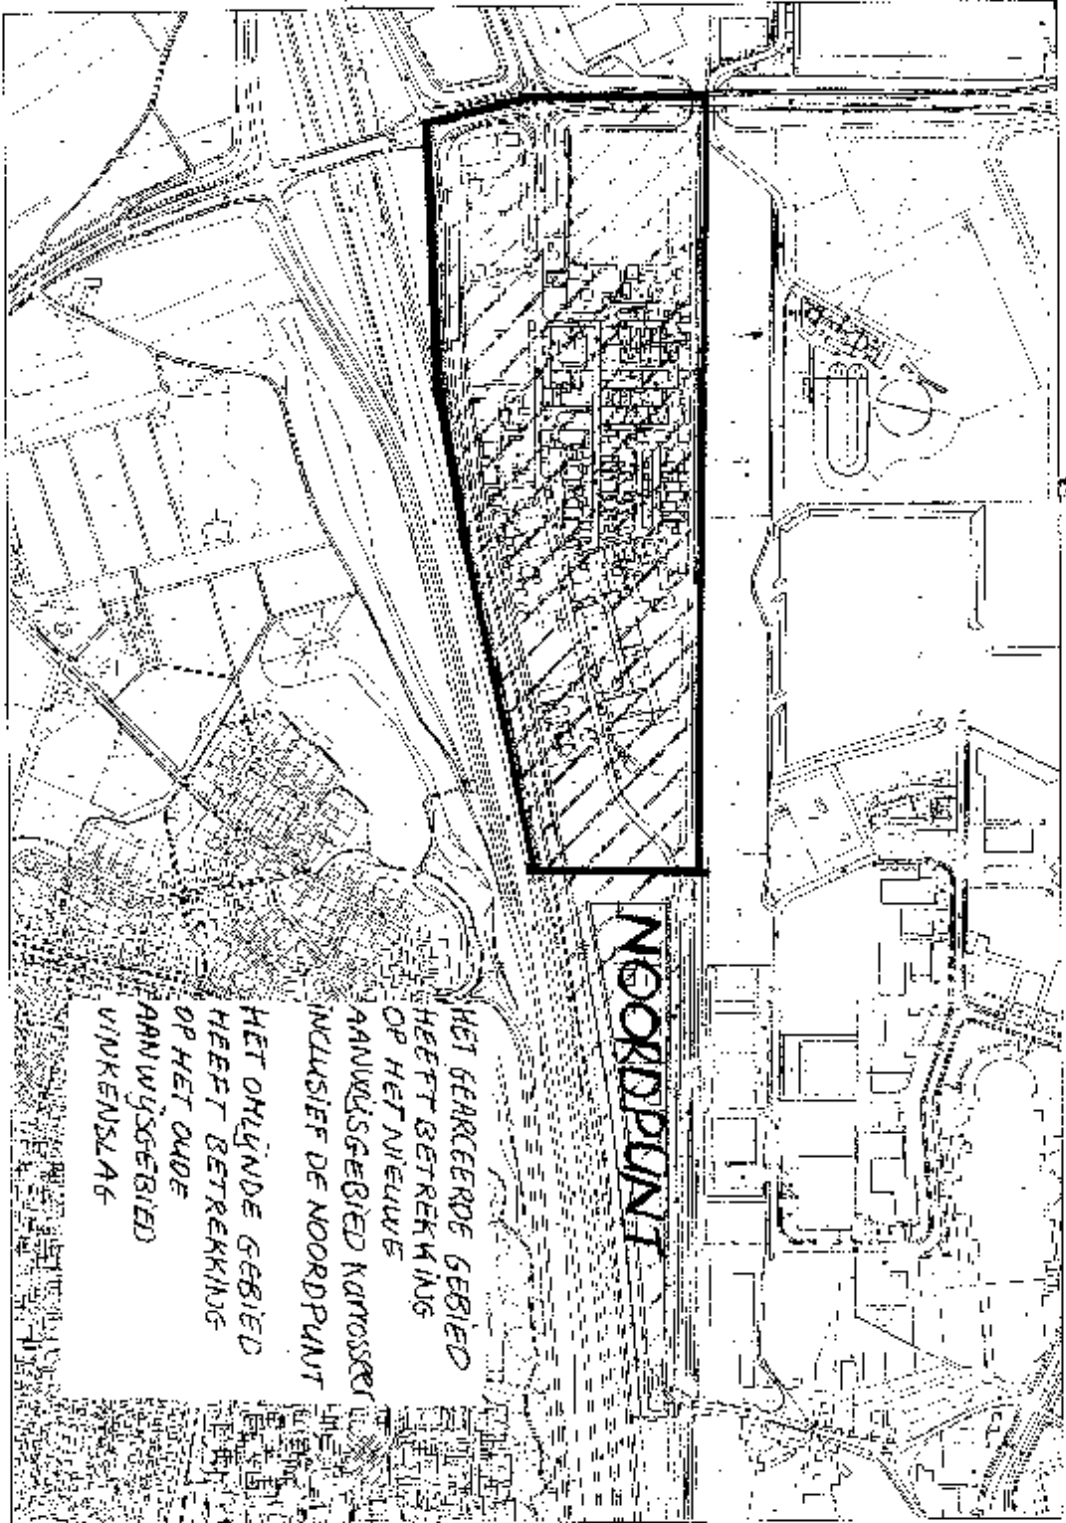 NOORDPUNT
HET GEARCEERDE GEBIED
HEEFT BETREKKING
OP HET NIEUWE
AANWIJSGEBIED
INCLUSIEF DE NOORDPUNT
HET OMLIJNDE GEBIED
HEEFT BETREKKING
OP HET OUDE
AANWIJSGEBIED
VINKENSLAG